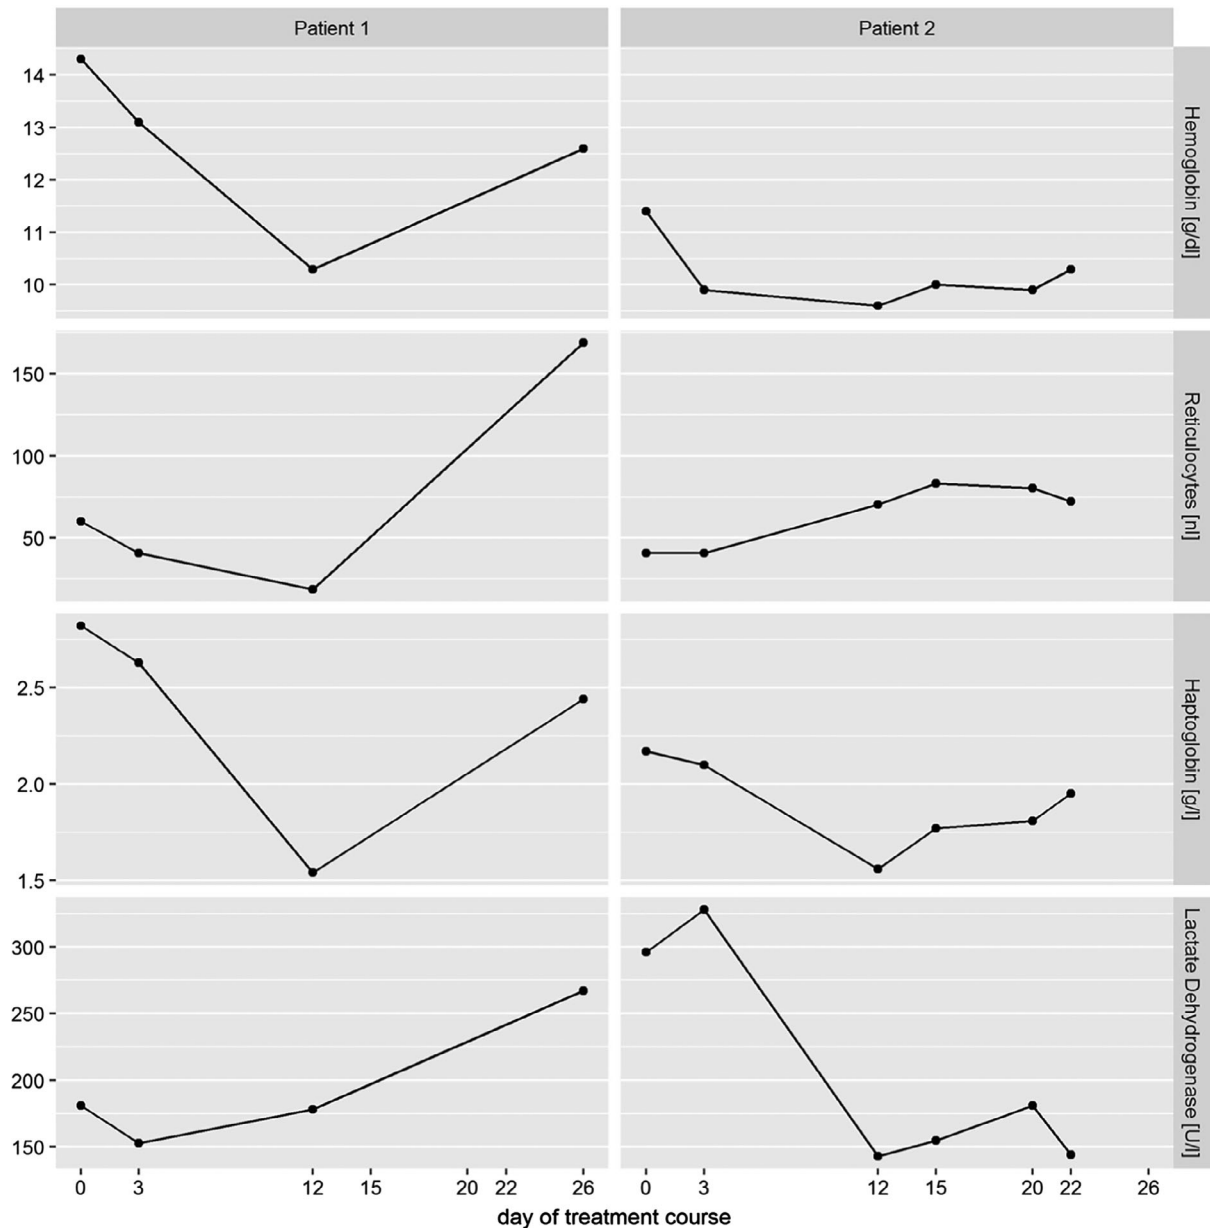 Patient 1
Patient 2
14
13
12
11
10
Hemoglobin [g/dl]
150
100
50
Reticulocytes [nl]
2.5
2.0
1.5
Haptoglobin [g/l]
300
250
200
150
Lactate Dehydrogenase [U/l]
0 3 12 15 20 22 26
0 3 12 15 20 22 26
day of treatment course